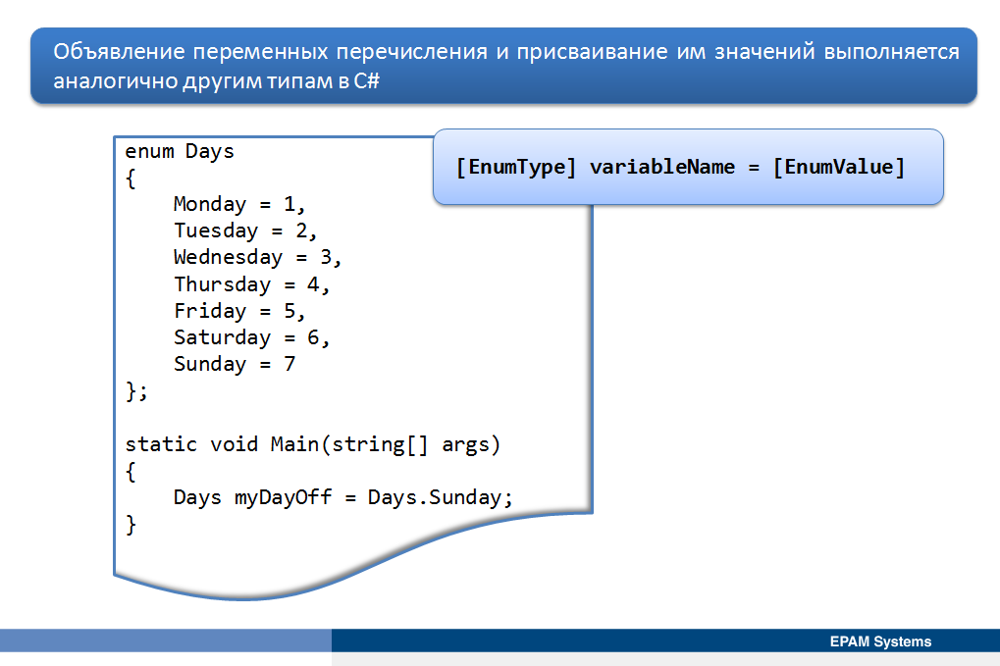 Объявление переменных перечисления и присваивание им значений выполняется
аналогично другим типам в C#
[EnumType] variableName = [EnumValue]
enum Days
{
    Monday = 1,
    Tuesday = 2,
    Wednesday = 3,
    Thursday = 4,
    Friday = 5,
    Saturday = 6,
    Sunday = 7
};

static void Main(string[] args)
{
    Days myDayOff = Days.Sunday;
}
EPAM Systems